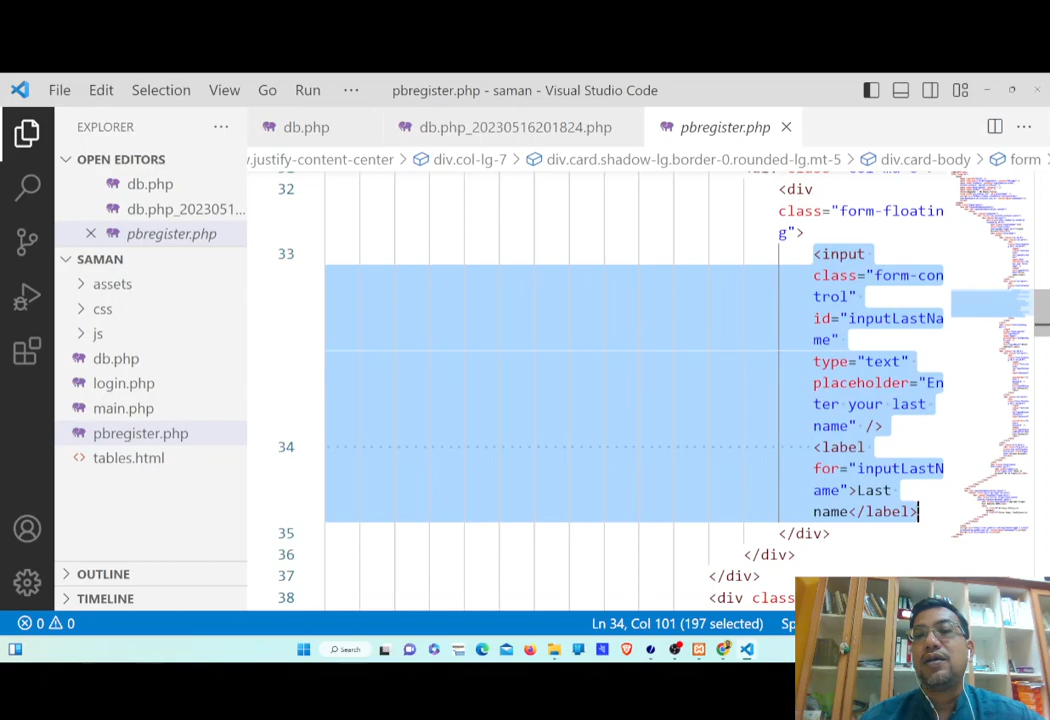 File Edit Selection View Go Run ··· pbregister.php - saman - Visual Studio Code
EXPLORER ··· db.php db.php_20230516201824.php pbregister.php ···
OPEN EDITORS
.justify-content-center > div.col-lg-7 > div.card.shadow-lg.border-0.rounded-lg.mt-5 > div.card-body > form
db.php
db.php_2023051...
pbregister.php
SAMAN
assets
css
js
db.php
login.php
main.php
pbregister.php
tables.html
OUTLINE
TIMELINE
32 <div
class="form-floatin
g">
33 <input
class="form-con
trol"
id="inputLastNa
me"
type="text"
placeholder="En
ter your last
name" />
34 <label
for="inputLastN
ame">Last
name</label>
35 </div>
36 </div>
37 </div>
38 <div class
0 0 Ln 34, Col 101 (197 selected) Sp
Search